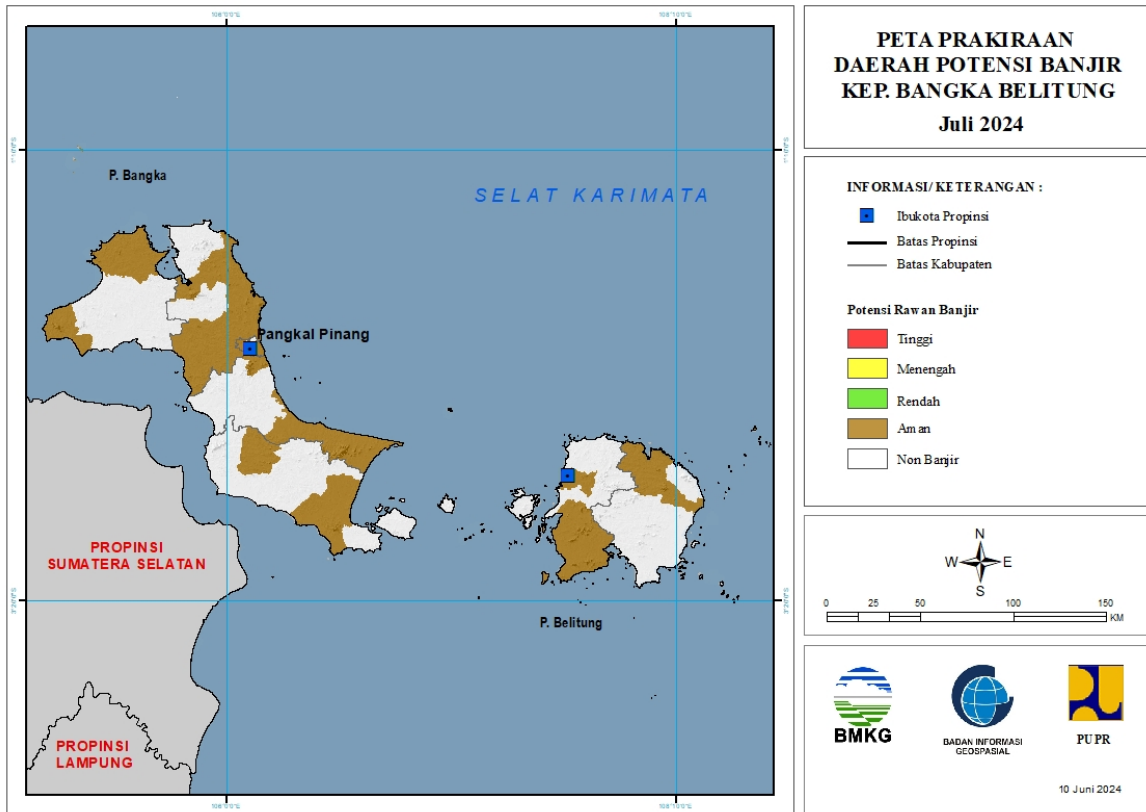 PETA PRAKIRAAN
DAERAH POTENSI BANJIR
KEP. BANGKA BELITUNG
Juli 2024
P. Bangka
SELAT KARIMATA
Pangkal Pinang
PROPINSI
SUMATERA SELATAN
P. Belitung
PROPINSI
LAMPUNG
INFORMASI/ KETERANGAN :
Ibukota Propinsi
Batas Propinsi
Batas Kabupaten
Potensi Rawan Banjir
Tinggi
Menengah
Rendah
Aman
Non Banjir
N
W E
S
0 25 50 100 150
KM
BMKG
BADAN INFORMASI
GEOSPASIAL
PUPR
10 Juni 2024